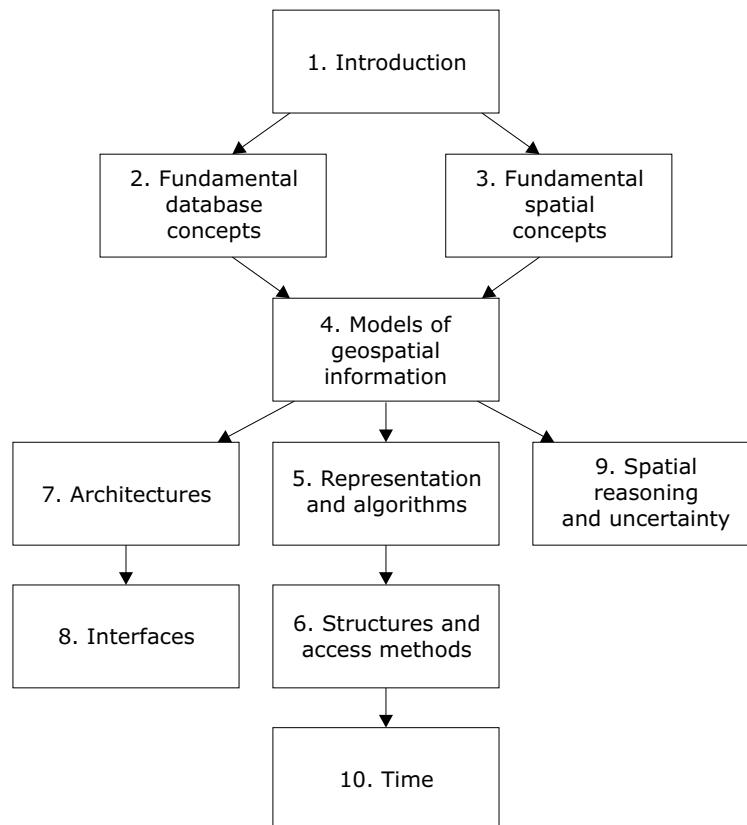 1. Introduction
2. Fundamental
database
concepts
3. Fundamental
spatial
concepts
4. Models of
geospatial
information
7. Architectures
5. Representation
and algorithms
9. Spatial
reasoning
and uncertainty
8. Interfaces
6. Structures and
access methods
10. Time